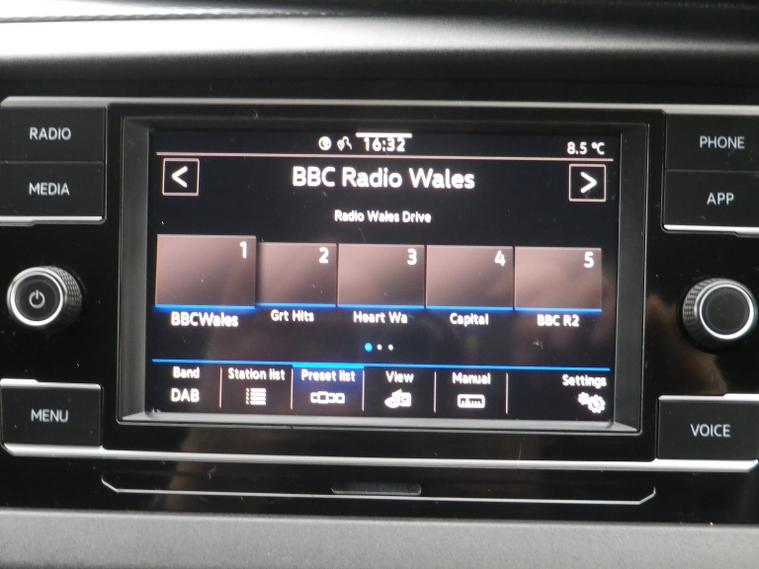 RADIO
MEDIA
MENU
16:32
8.5 °C
<
BBC Radio Wales
>
Radio Wales Drive
1
2
3
4
5
BBCWales
Grt Hits
Heart Wa
Capital
BBC R2
Band
DAB
Station list
Preset list
View
Manual
Settings
PHONE
APP
VOICE